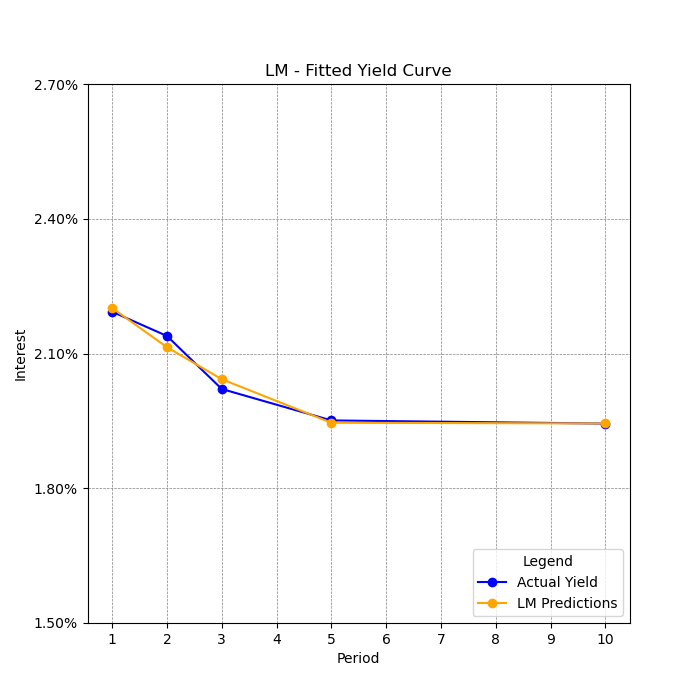 LM - Fitted Yield Curve
2.70%
2.40%
2.10%
1.80%
1.50%
Interest
Legend
Actual Yield
LM Predictions
1 2 3 4 5 6 7 8 9 10
Period